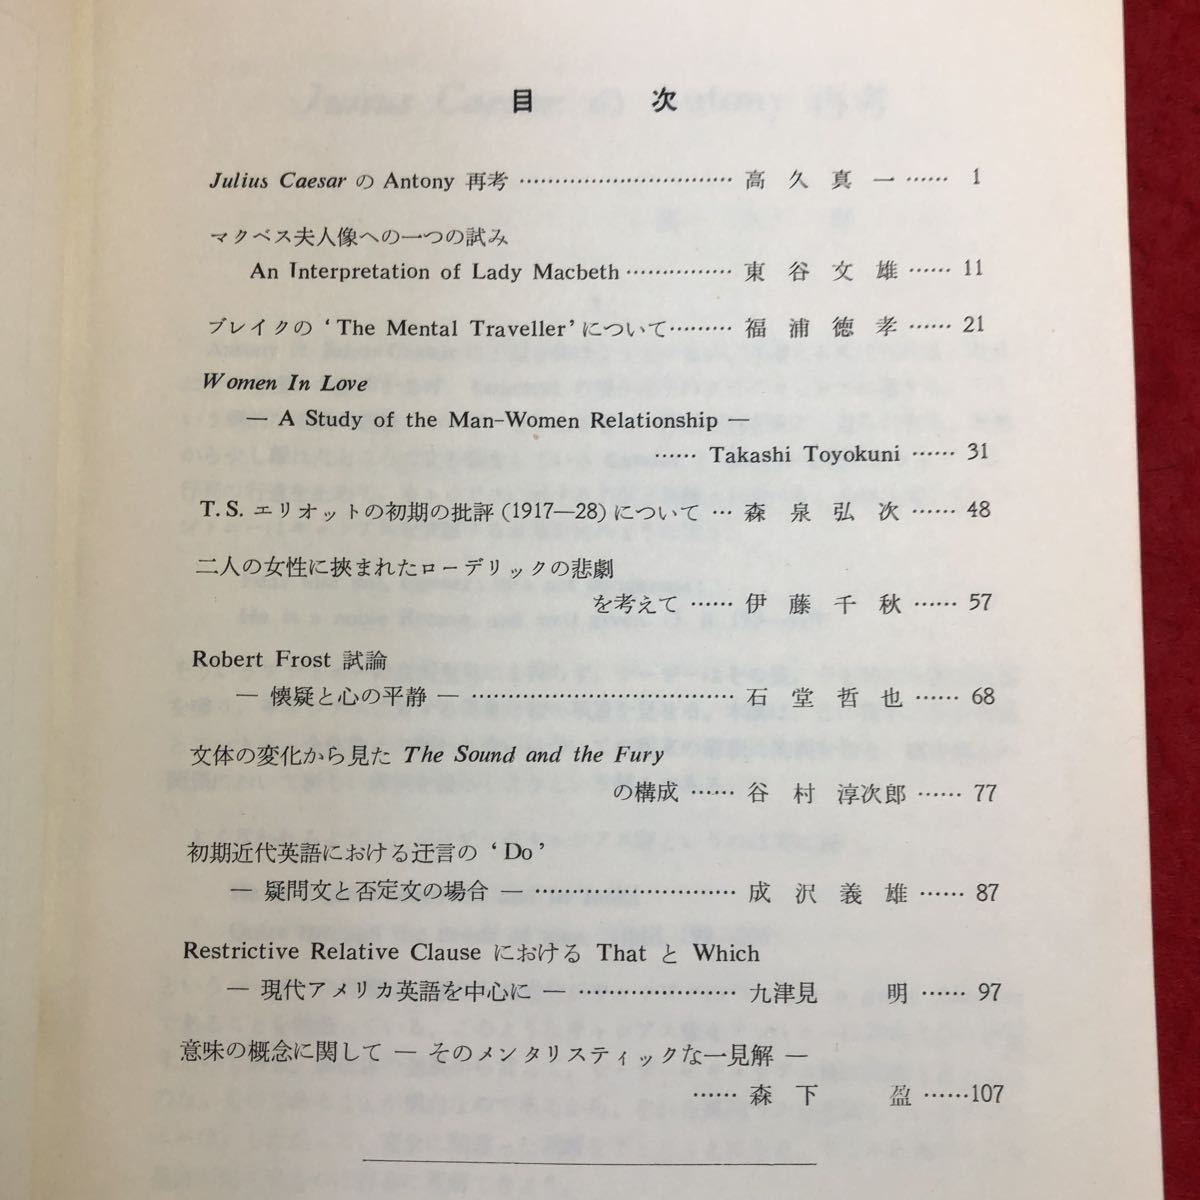 目次
Julius Caesar の Antony 再考 …………………………… 高久真一 …… 1
マクベス夫人像への一つの試み
An Interpretation of Lady Macbeth …………… 東谷文雄 …… 11
ブレイクの ‘The Mental Traveller’ について ……… 福浦徳孝 …… 21
Women In Love
— A Study of the Man-Women Relationship —
…… Takashi Toyokuni …… 31
T.S. エリオットの初期の批評 (1917—28) について … 森泉弘次 …… 48
二人の女性に挟まれたローデリックの悲劇
を考えて …… 伊藤千秋 …… 57
Robert Frost 試論
— 懐疑と心の平静 — ……………………………… 石堂哲也 …… 68
文体の変化から見た The Sound and the Fury
の構成 …… 谷村淳次郎 …… 77
初期近代英語における迂言の ‘Do’
— 疑問文と否定文の場合 — ……………………… 成沢義雄 …… 87
Restrictive Relative Clause における That と Which
— 現代アメリカ英語を中心に — ………………… 九津見明 …… 97
意味の概念に関して — そのメンタリスティックな一見解 —
…… 森下盈 …… 107